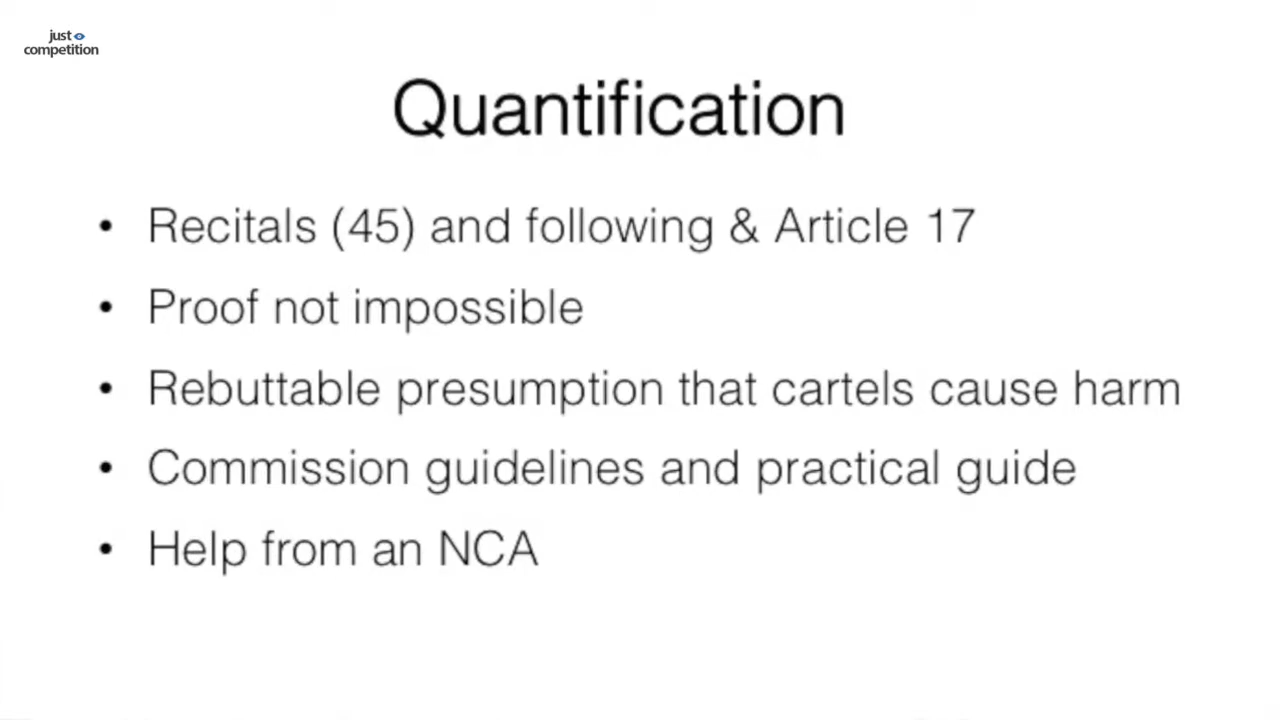 just
competition
Quantification
• Recitals (45) and following & Article 17
• Proof not impossible
• Rebuttable presumption that cartels cause harm
• Commission guidelines and practical guide
• Help from an NCA